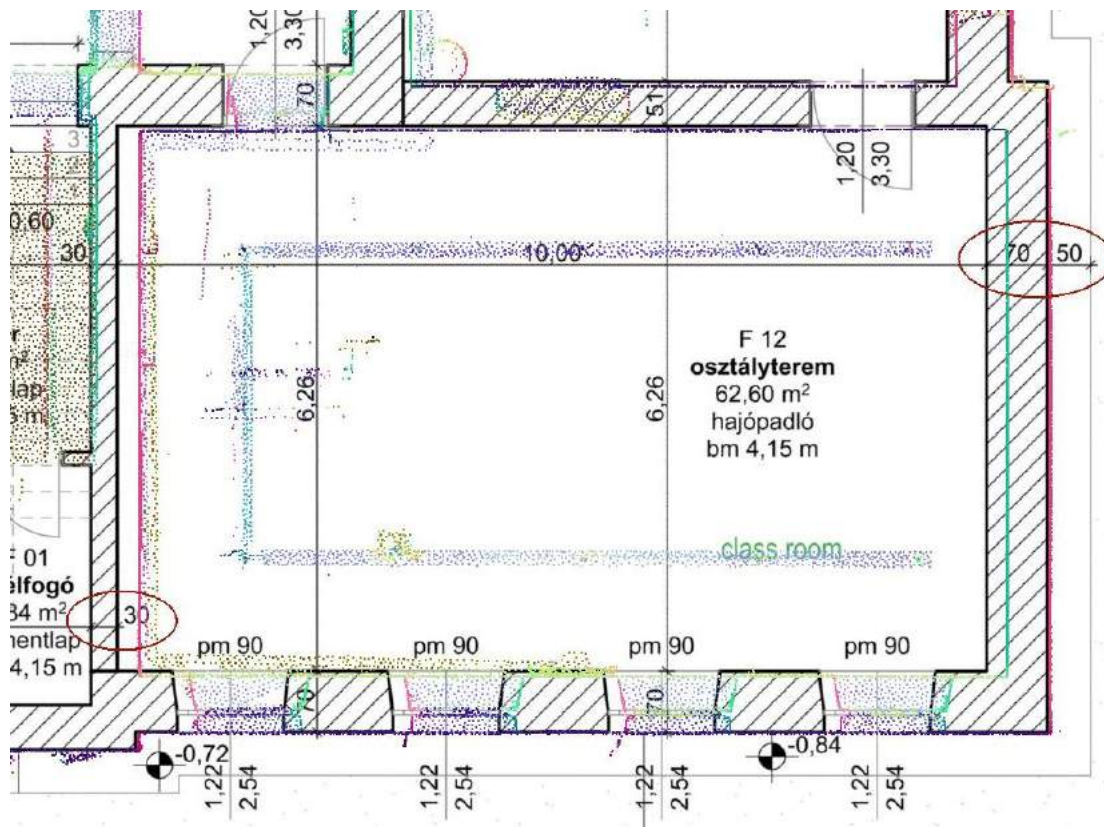 1,20
3,30
70
51
3
1,20
3,30
0.60
30
10,00
70
50
6,26
6,26
F 12
osztályterem
62,60 m²
hajópadló
bm 4,15 m
class room
01
élfogó
34 m²
nentlap
4,15 m
30
pm 90
pm 90
pm 90
pm 90
70
70
-0,72
-0,84
1,22
2,54
1,22
2,54
1,22
2,54
1,22
2,54